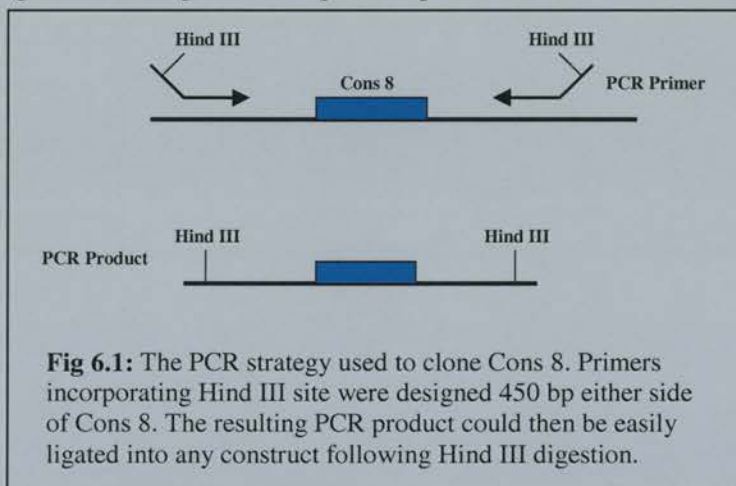 Hind III Hind III
Cons 8
PCR Primer
Hind III Hind III
PCR Product
Fig 6.1: The PCR strategy used to clone Cons 8. Primers
incorporating Hind III site were designed 450 bp either side
of Cons 8. The resulting PCR product could then be easily
ligated into any construct following Hind III digestion.